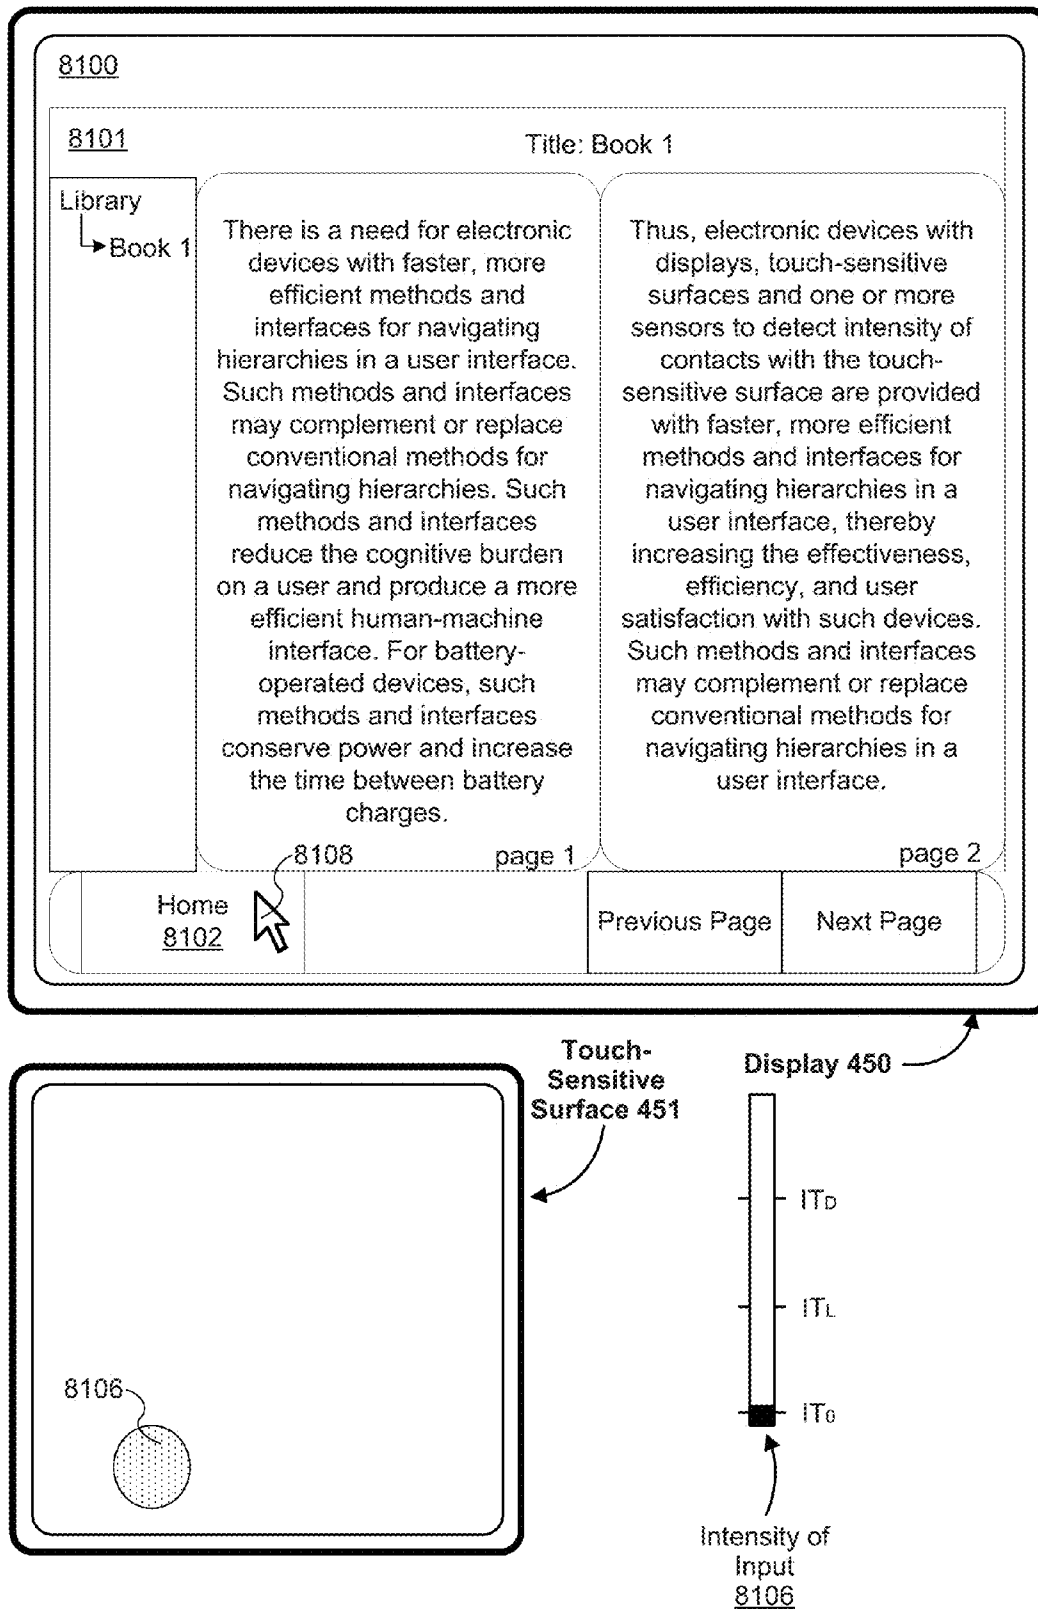 8100
8101
Title: Book 1
Library
Book 1
There is a need for electronic
devices with faster, more
efficient methods and
interfaces for navigating
hierarchies in a user interface.
Such methods and interfaces
may complement or replace
conventional methods for
navigating hierarchies. Such
methods and interfaces
reduce the cognitive burden
on a user and produce a more
efficient human-machine
interface. For battery-
operated devices, such
methods and interfaces
conserve power and increase
the time between battery
charges.
page 1
Thus, electronic devices with
displays, touch-sensitive
surfaces and one or more
sensors to detect intensity of
contacts with the touch-
sensitive surface are provided
with faster, more efficient
methods and interfaces for
navigating hierarchies in a
user interface, thereby
increasing the effectiveness,
efficiency, and user
satisfaction with such devices.
Such methods and interfaces
may complement or replace
conventional methods for
navigating hierarchies in a
user interface.
page 2
8108
Home
8102
Previous Page
Next Page
Touch-
Sensitive
Surface 451
Display 450
ITD
ITL
IT0
8106
Intensity of
Input
8106